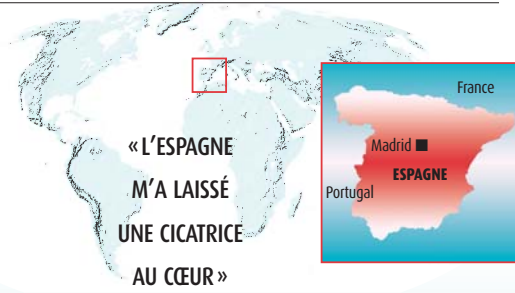 « L'ESPAGNE
M'A LAISSÉ
UNE CICATRICE
AU CŒUR »
France
Madrid
ESPAGNE
Portugal